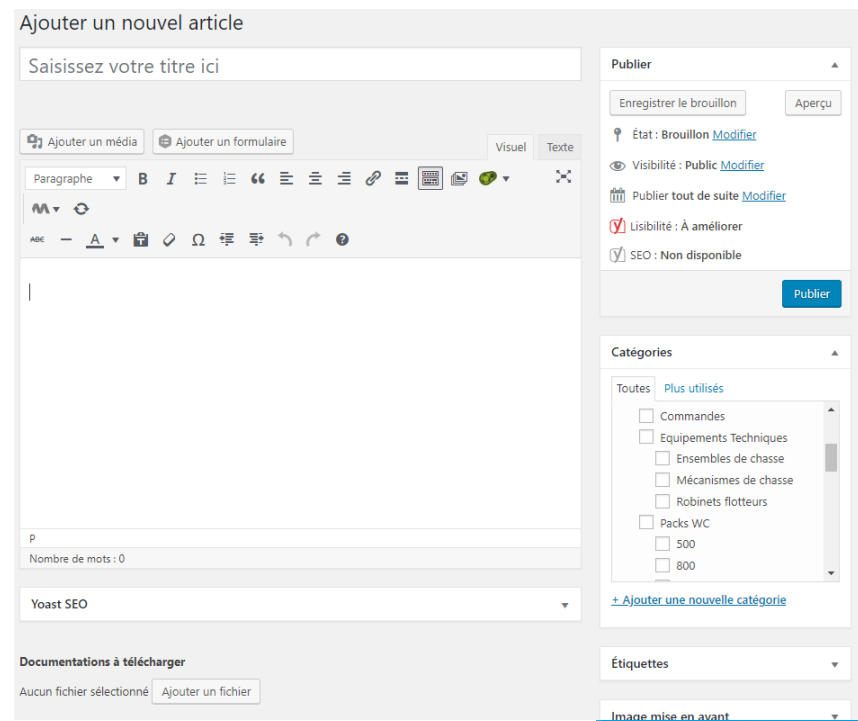 Ajouter un nouvel article
Saisissez votre titre ici
Ajouter un média
Ajouter un formulaire
Visuel
Texte
Paragraphe
B I
ABC
A
Ω
P
Nombre de mots : 0
Yoast SEO
Documentations à télécharger
Aucun fichier sélectionné Ajouter un fichier
Publier
Enregistrer le brouillon
Aperçu
État : Brouillon Modifier
Visibilité : Public Modifier
Publier tout de suite Modifier
Lisibilité : À améliorer
SEO : Non disponible
Publier
Catégories
Toutes
Plus utilisés
Commandes
Equipements Techniques
Ensembles de chasse
Mécanismes de chasse
Robinets flotteurs
Packs WC
500
800
+ Ajouter une nouvelle catégorie
Étiquettes
Image mise en avant